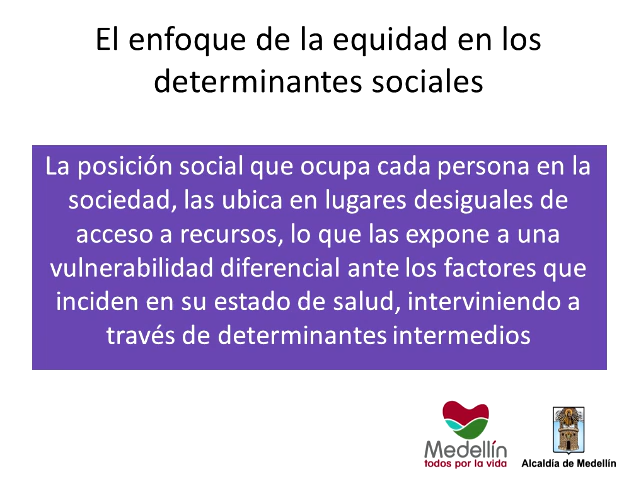 El enfoque de la equidad en los
determinantes sociales
La posición social que ocupa cada persona en la
sociedad, las ubica en lugares desiguales de
acceso a recursos, lo que las expone a una
vulnerabilidad diferencial ante los factores que
inciden en su estado de salud, interviniendo a
través de determinantes intermedios
Medellín
todos por la vida
Alcaldía de Medellín